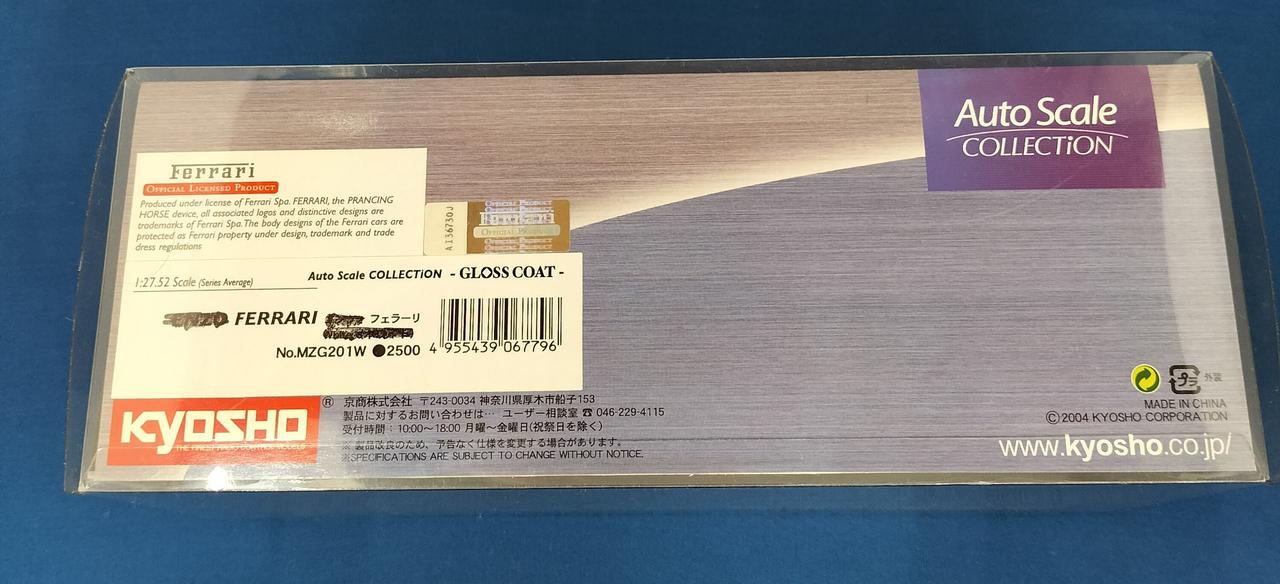 Auto Scale
COLLECTiON
Ferrari
OFFICIAL LICENSED PRODUCT
Produced under license of Ferrari Spa. FERRARI, the PRANCING
HORSE device, all associated logos and distinctive designs are
trademarks of Ferrari Spa.The body designs of the Ferrari cars are
protected as Ferrari property under design, trademark and trade
dress regulations
1:27.52 Scale (Series Average)
Auto Scale COLLECTiON - GLOSS COAT -
FERRARI フェラーリ
No.MZG201W ●2500
4 955439 067796
KYOSHO ®
THE FINEST RADIO CONTROL MODELS
京商株式会社 〒243-0034 神奈川県厚木市船子153
製品に対するお問い合わせは… ユーザー相談室 ☎ 046-229-4115
受付時間:10:00〜18:00 月曜〜金曜日(祝祭日を除く)
※ 製品改良のため、予告なく仕様を変更する場合があります。
※SPECIFICATIONS ARE SUBJECT TO CHANGE WITHOUT NOTICE.
プラ 外装
MADE IN CHINA
©2004 KYOSHO CORPORATION
www.kyosho.co.jp/